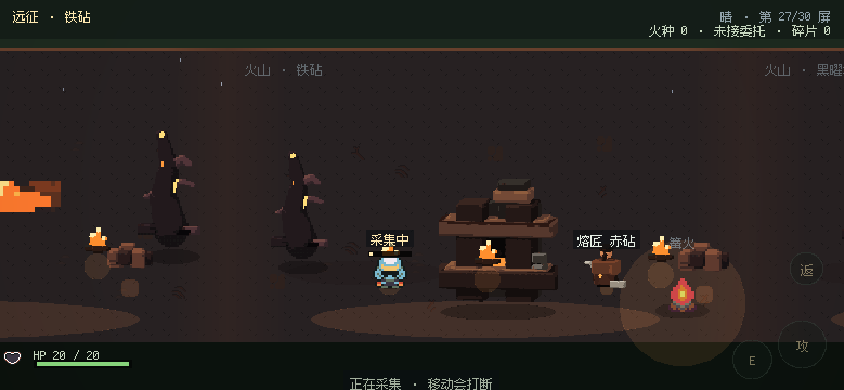 远征 · 铁砧
晴 · 第 27/30 屏
火种 0 · 未接委托 · 碎片 0
火山 · 铁砧
火山 · 黑曜
采集中
熔匠 赤砧
篝火
返
攻
E
HP 20 / 20
正在采集 · 移动会打断